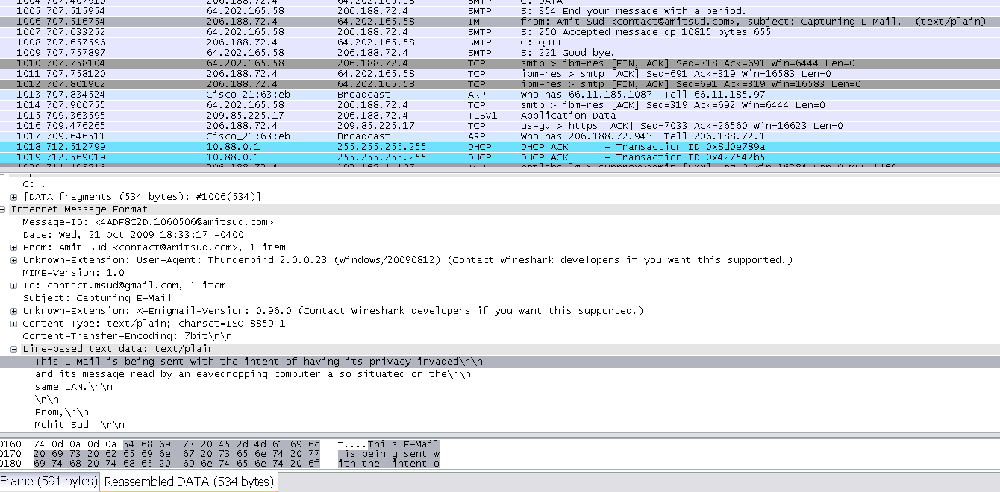 1004 707.407910 206.188.72.4 64.202.165.58 SMTP C: DATA
1005 707.515954 64.202.165.58 206.188.72.4 SMTP S: 354 End your message with a period.
1006 707.516754 206.188.72.4 64.202.165.58 IMF from: Amit Sud <contact@amitsud.com>, subject: Capturing E-Mail, (text/plain)
1007 707.633252 64.202.165.58 206.188.72.4 SMTP S: 250 Accepted message qp 10815 bytes 655
1008 707.657596 206.188.72.4 64.202.165.58 SMTP C: QUIT
1009 707.757897 64.202.165.58 206.188.72.4 SMTP S: 221 Good bye.
1010 707.758104 64.202.165.58 206.188.72.4 TCP smtp > ibm-res [FIN, ACK] Seq=318 Ack=691 Win=6444 Len=0
1011 707.758120 206.188.72.4 64.202.165.58 TCP ibm-res > smtp [ACK] Seq=691 Ack=319 Win=16583 Len=0
1012 707.801962 206.188.72.4 64.202.165.58 TCP ibm-res > smtp [FIN, ACK] Seq=691 Ack=319 Win=16583 Len=0
1013 707.834524 Cisco_21:63:eb Broadcast ARP Who has 66.11.185.108? Tell 66.11.185.97
1014 707.900755 64.202.165.58 206.188.72.4 TCP smtp > ibm-res [ACK] Seq=319 Ack=692 Win=6444 Len=0
1015 709.363595 209.85.225.17 206.188.72.4 TLSv1 Application Data
1016 709.476265 206.188.72.4 209.85.225.17 TCP us-gv > https [ACK] Seq=7033 Ack=26560 Win=16623 Len=0
1017 709.646511 Cisco_21:63:eb Broadcast ARP Who has 206.188.72.94? Tell 206.188.72.1
1018 712.512799 10.88.0.1 255.255.255.255 DHCP DHCP ACK - Transaction ID 0x8d0e789a
1019 712.569019 10.88.0.1 255.255.255.255 DHCP DHCP ACK - Transaction ID 0x427542b5
C: .
[DATA fragments (534 bytes): #1006(534)]
Internet Message Format
Message-ID: <4ADF8C2D.1060506@amitsud.com>
Date: Wed, 21 Oct 2009 18:33:17 -0400
From: Amit Sud <contact@amitsud.com>, 1 item
Unknown-Extension: User-Agent: Thunderbird 2.0.0.23 (Windows/20090812) (Contact Wireshark developers if you want this supported.)
MIME-Version: 1.0
To: contact.msud@gmail.com, 1 item
Subject: Capturing E-Mail
Unknown-Extension: X-Enigmail-Version: 0.96.0 (Contact Wireshark developers if you want this supported.)
Content-Type: text/plain; charset=ISO-8859-1
Content-Transfer-Encoding: 7bit\r\n
Line-based text data: text/plain
This E-Mail is being sent with the intent of having its privacy invaded\r\n
and its message read by an eavedropping computer also situated on the\r\n
same LAN.\r\n
\r\n
From,\r\n
Mohit Sud \r\n
0160 74 0d 0a 0d 0a 54 68 69 73 20 45 2d 4d 61 69 6c t....Thi s E-Mail
0170 20 69 73 20 62 65 69 6e 67 20 73 65 6e 74 20 77 is bein g sent w
0180 69 74 68 20 74 68 65 20 69 6e 74 65 6e 74 20 6f ith the intent o
Frame (591 bytes) Reassembled DATA (534 bytes)